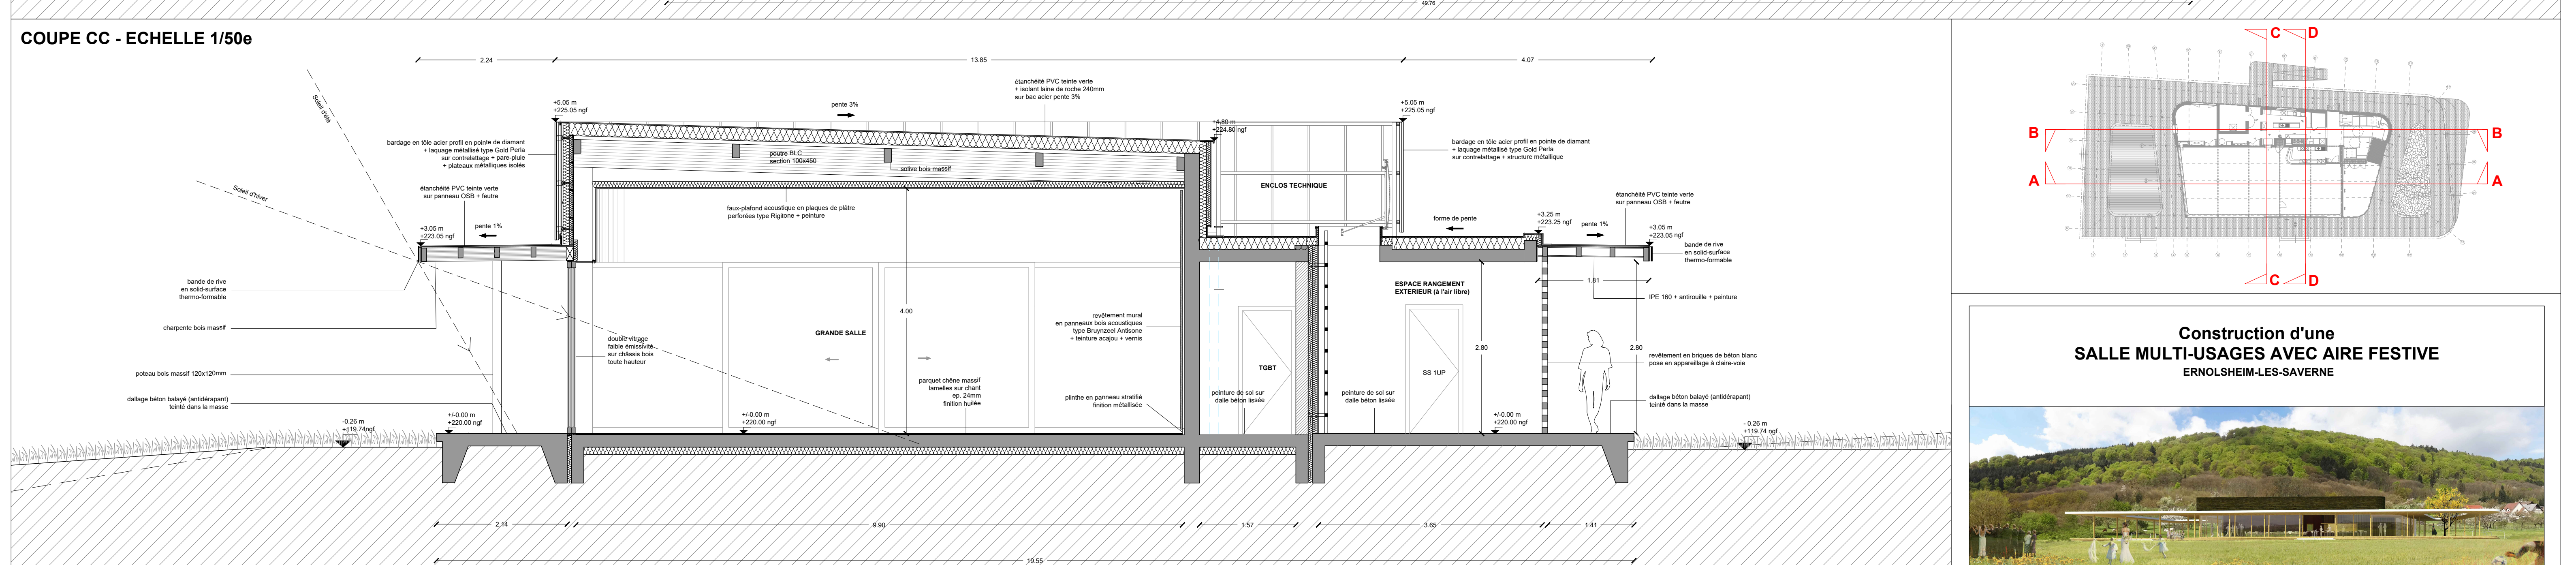 49.76
COUPE CC - ECHELLE 1/50e
2.24
13.85
4.07
Soleil d'été
Soleil d'hiver
+5.05 m
+225.05 ngf
pente 3%
étanchéité PVC teinte verte
+ isolant laine de roche 240mm
sur bac acier pente 3%
+4.80 m
+224.80 ngf
+5.05 m
+225.05 ngf
bardage en tôle acier profil en pointe de diamant
+ laquage métallisé type Gold Perla
sur contrelattage + pare-pluie
+ plateaux métalliques isolés
poutre BLC
section 100x450
solive bois massif
bardage en tôle acier profil en pointe de diamant
+ laquage métallisé type Gold Perla
sur contrelattage + structure métallique
ENCLOS TECHNIQUE
étanchéité PVC teinte verte
sur panneau OSB + feutre
faux-plafond acoustique en plaques de plâtre
perforées type Rigitone + peinture
étanchéité PVC teinte verte
sur panneau OSB + feutre
+3.05 m
+223.05 ngf
pente 1%
forme de pente
+3.25 m
+223.25 ngf
pente 1%
+3.05 m
+223.05 ngf
bande de rive
en solid-surface
thermo-formable
bande de rive
en solid-surface
thermo-formable
ESPACE RANGEMENT
EXTERIEUR (à l'air libre)
1.81
IPE 160 + antirouille + peinture
charpente bois massif
4.00
GRANDE SALLE
revêtement mural
en panneaux bois acoustiques
type Bruynzeel Antisone
+ teinture acajou + vernis
double vitrage
faible émissivité
sur châssis bois
toute hauteur
2.80
2.80
revêtement en briques de béton blanc
pose en appareillage à claire-voie
poteau bois massif 120x120mm
TGBT
SS 1UP
parquet chêne massif
lamelles sur chant
ep. 24mm
finition huilée
plinthe en panneau stratifié
finition métallisée
peinture de sol sur
dalle béton lissée
peinture de sol sur
dalle béton lissée
dallage béton balayé (antidérapant)
teinté dans la masse
dallage béton balayé (antidérapant)
teinté dans la masse
-0.26 m
+119.74ngf
+/-0.00 m
+220.00 ngf
+/-0.00 m
+220.00 ngf
+/-0.00 m
+220.00 ngf
- 0.26 m
+119.74 ngf
2.14
9.90
1.57
3.65
1.41
19.55
C
D
B
B
A
A
C
D
Construction d'une
SALLE MULTI-USAGES AVEC AIRE FESTIVE
ERNOLSHEIM-LES-SAVERNE